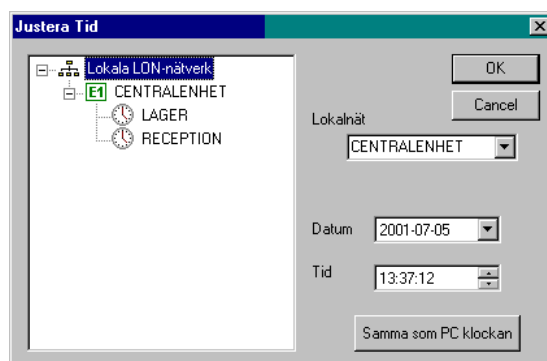 Justera Tid
Lokala LON-nätverk
E1 CENTRALENHET
LAGER
RECEPTION
OK
Cancel
Lokalnät
CENTRALENHET
Datum 2001-07-05
Tid 13:37:12
Samma som PC klockan